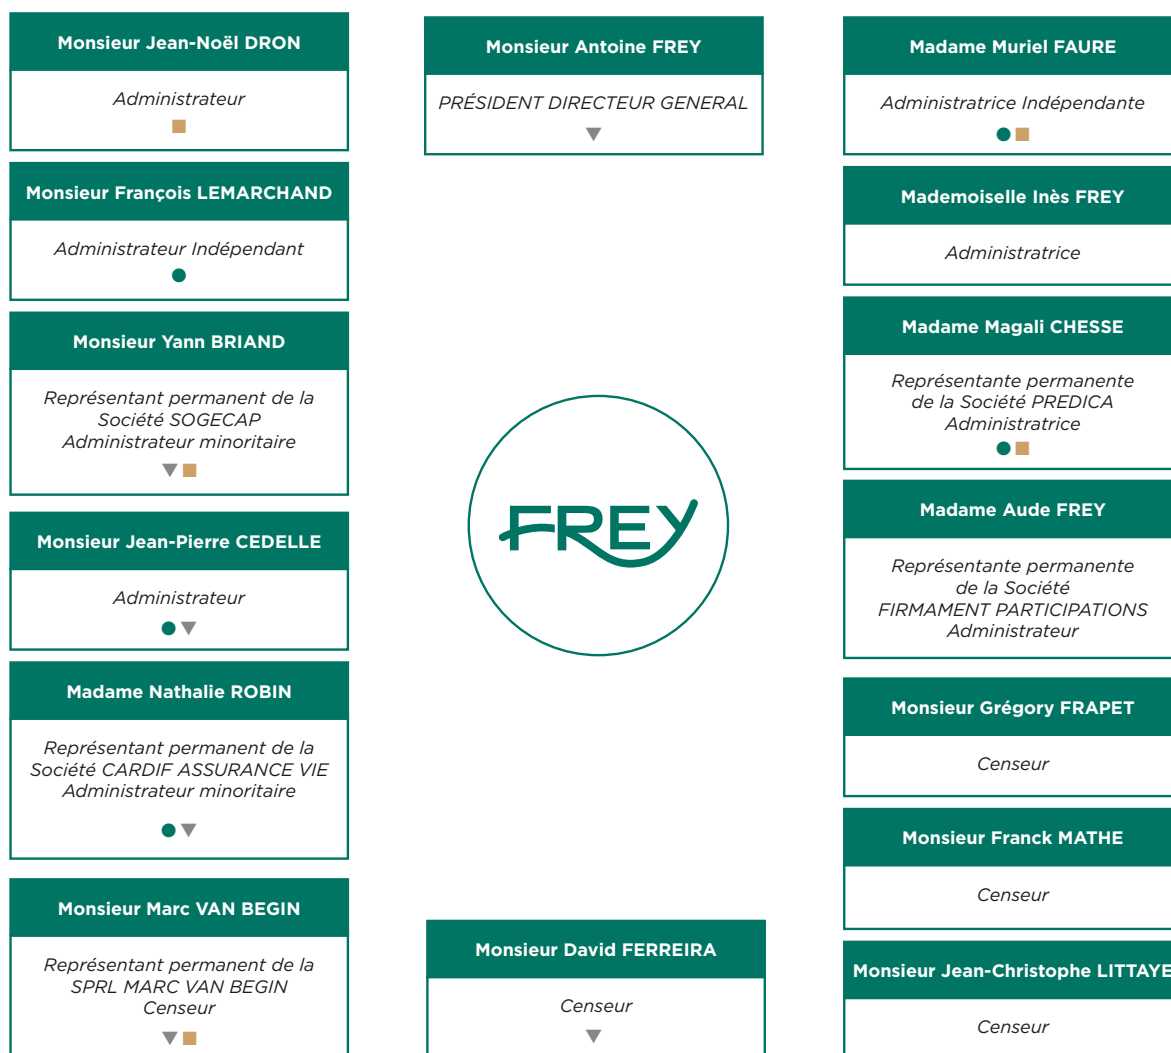 Monsieur Jean-Noël DRON
Administrateur
Monsieur François LEMARCHAND
Administrateur Indépendant
Monsieur Yann BRIAND
Représentant permanent de la
Société SOGECAP
Administrateur minoritaire
Monsieur Jean-Pierre CEDELLE
Administrateur
Madame Nathalie ROBIN
Représentant permanent de la
Société CARDIF ASSURANCE VIE
Administrateur minoritaire
Monsieur Marc VAN BEGIN
Représentant permanent de la
SPRL MARC VAN BEGIN
Censeur
Monsieur Antoine FREY
PRÉSIDENT DIRECTEUR GENERAL
FREY
Monsieur David FERREIRA
Censeur
Madame Muriel FAURE
Administratrice Indépendante
Mademoiselle Inès FREY
Administratrice
Madame Magali CHESSE
Représentante permanente
de la Société PREDICA
Administratrice
Madame Aude FREY
Représentante permanente
de la Société
FIRMAMENT PARTICIPATIONS
Administrateur
Monsieur Grégory FRAPET
Censeur
Monsieur Franck MATHE
Censeur
Monsieur Jean-Christophe LITTAYE
Censeur